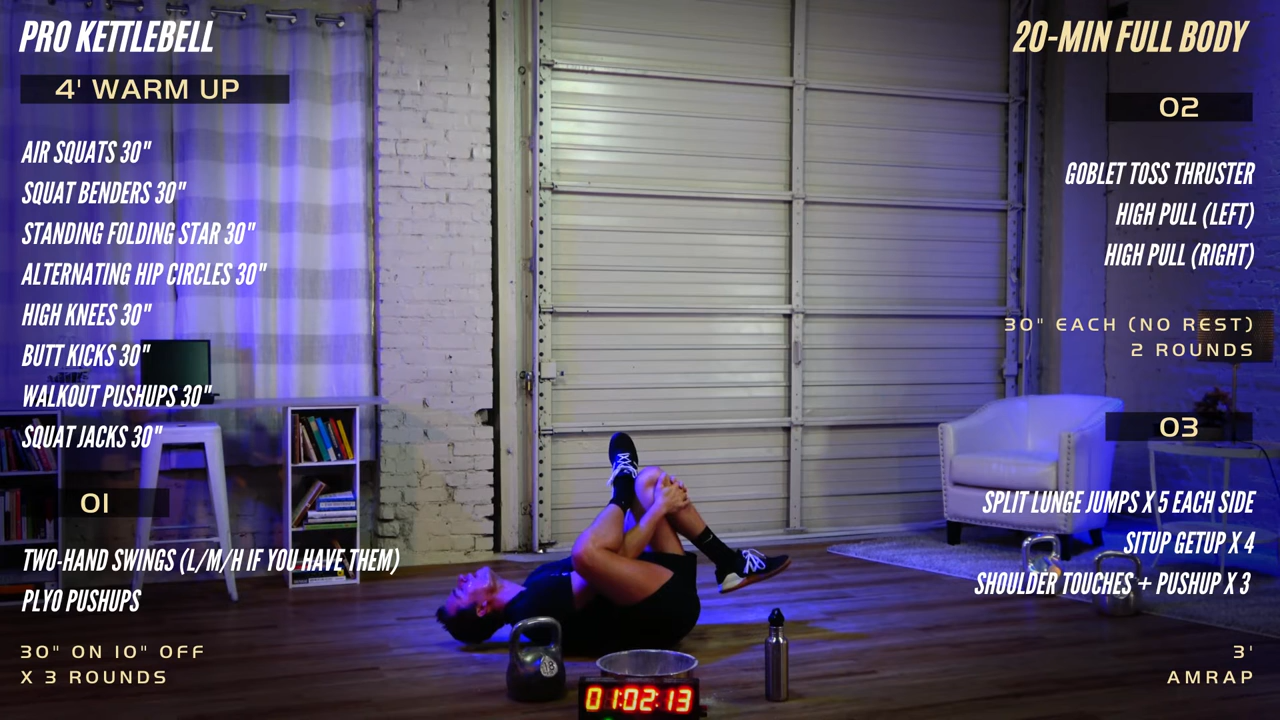 PRO KETTLEBELL
4' WARM UP
AIR SQUATS 30"
SQUAT BENDERS 30"
STANDING FOLDING STAR 30"
ALTERNATING HIP CIRCLES 30"
HIGH KNEES 30"
BUTT KICKS 30"
WALKOUT PUSHUPS 30"
SQUAT JACKS 30"
01
TWO-HAND SWINGS (L/M/H IF YOU HAVE THEM)
PLYO PUSHUPS
30" ON 10" OFF
X 3 ROUNDS
20-MIN FULL BODY
02
GOBLET TOSS THRUSTER
HIGH PULL (LEFT)
HIGH PULL (RIGHT)
30" EACH (NO REST)
2 ROUNDS
03
SPLIT LUNGE JUMPS X 5 EACH SIDE
SITUP GETUP X 4
SHOULDER TOUCHES + PUSHUP X 3
3'
AMRAP
01:02:13